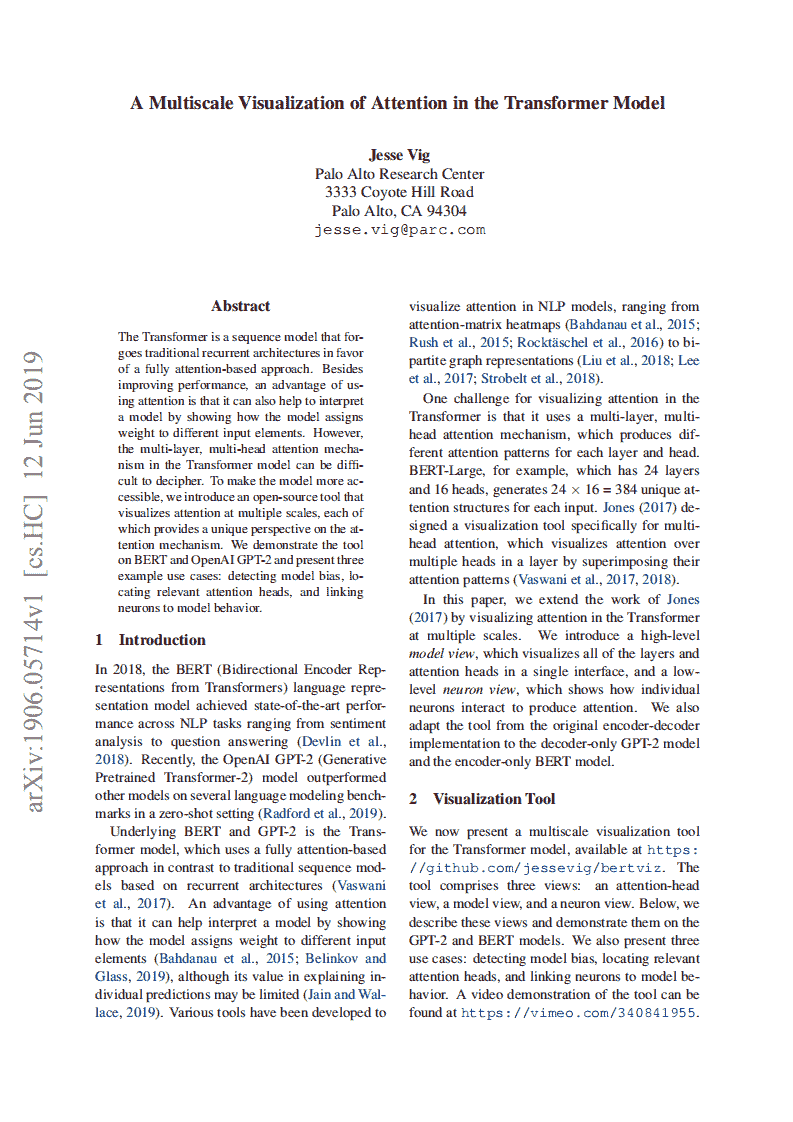 A Multiscale Visualization of Attention in the Transformer Model
Jesse Vig
Palo Alto Research Center
3333 Coyote Hill Road
Palo Alto, CA 94304
jesse.vig@parc.com
arXiv:1906.05714v1 [cs.HC] 12 Jun 2019
Abstract
The Transformer is a sequence model that for-
goes traditional recurrent architectures in favor
of a fully attention-based approach. Besides
improving performance, an advantage of us-
ing attention is that it can also help to interpret
a model by showing how the model assigns
weight to different input elements. However,
the multi-layer, multi-head attention mecha-
nism in the Transformer model can be diffi-
cult to decipher. To make the model more ac-
cessible, we introduce an open-source tool that
visualizes attention at multiple scales, each of
which provides a unique perspective on the at-
tention mechanism. We demonstrate the tool
on BERT and OpenAI GPT-2 and present three
example use cases: detecting model bias, lo-
cating relevant attention heads, and linking
neurons to model behavior.
1 Introduction
In 2018, the BERT (Bidirectional Encoder Rep-
resentations from Transformers) language repre-
sentation model achieved state-of-the-art perfor-
mance across NLP tasks ranging from sentiment
analysis to question answering (Devlin et al.,
2018). Recently, the OpenAI GPT-2 (Generative
Pretrained Transformer-2) model outperformed
other models on several language modeling bench-
marks in a zero-shot setting (Radford et al., 2019).
Underlying BERT and GPT-2 is the Trans-
former model, which uses a fully attention-based
approach in contrast to traditional sequence mod-
els based on recurrent architectures (Vaswani
et al., 2017). An advantage of using attention
is that it can help interpret a model by showing
how the model assigns weight to different input
elements (Bahdanau et al., 2015; Belinkov and
Glass, 2019), although its value in explaining in-
dividual predictions may be limited (Jain and Wal-
lace, 2019). Various tools have been developed to
visualize attention in NLP models, ranging from
attention-matrix heatmaps (Bahdanau et al., 2015;
Rush et al., 2015; Rocktäschel et al., 2016) to bi-
partite graph representations (Liu et al., 2018; Lee
et al., 2017; Strobelt et al., 2018).
One challenge for visualizing attention in the
Transformer is that it uses a multi-layer, multi-
head attention mechanism, which produces dif-
ferent attention patterns for each layer and head.
BERT-Large, for example, which has 24 layers
and 16 heads, generates 24 × 16 = 384 unique at-
tention structures for each input. Jones (2017) de-
signed a visualization tool specifically for multi-
head attention, which visualizes attention over
multiple heads in a layer by superimposing their
attention patterns (Vaswani et al., 2017, 2018).
In this paper, we extend the work of Jones
(2017) by visualizing attention in the Transformer
at multiple scales. We introduce a high-level
model view, which visualizes all of the layers and
attention heads in a single interface, and a low-
level neuron view, which shows how individual
neurons interact to produce attention. We also
adapt the tool from the original encoder-decoder
implementation to the decoder-only GPT-2 model
and the encoder-only BERT model.
2 Visualization Tool
We now present a multiscale visualization tool
for the Transformer model, available at https:
//github.com/jessevig/bertviz. The
tool comprises three views: an attention-head
view, a model view, and a neuron view. Below, we
describe these views and demonstrate them on the
GPT-2 and BERT models. We also present three
use cases: detecting model bias, locating relevant
attention heads, and linking neurons to model be-
havior. A video demonstration of the tool can be
found at https://vimeo.com/340841955.